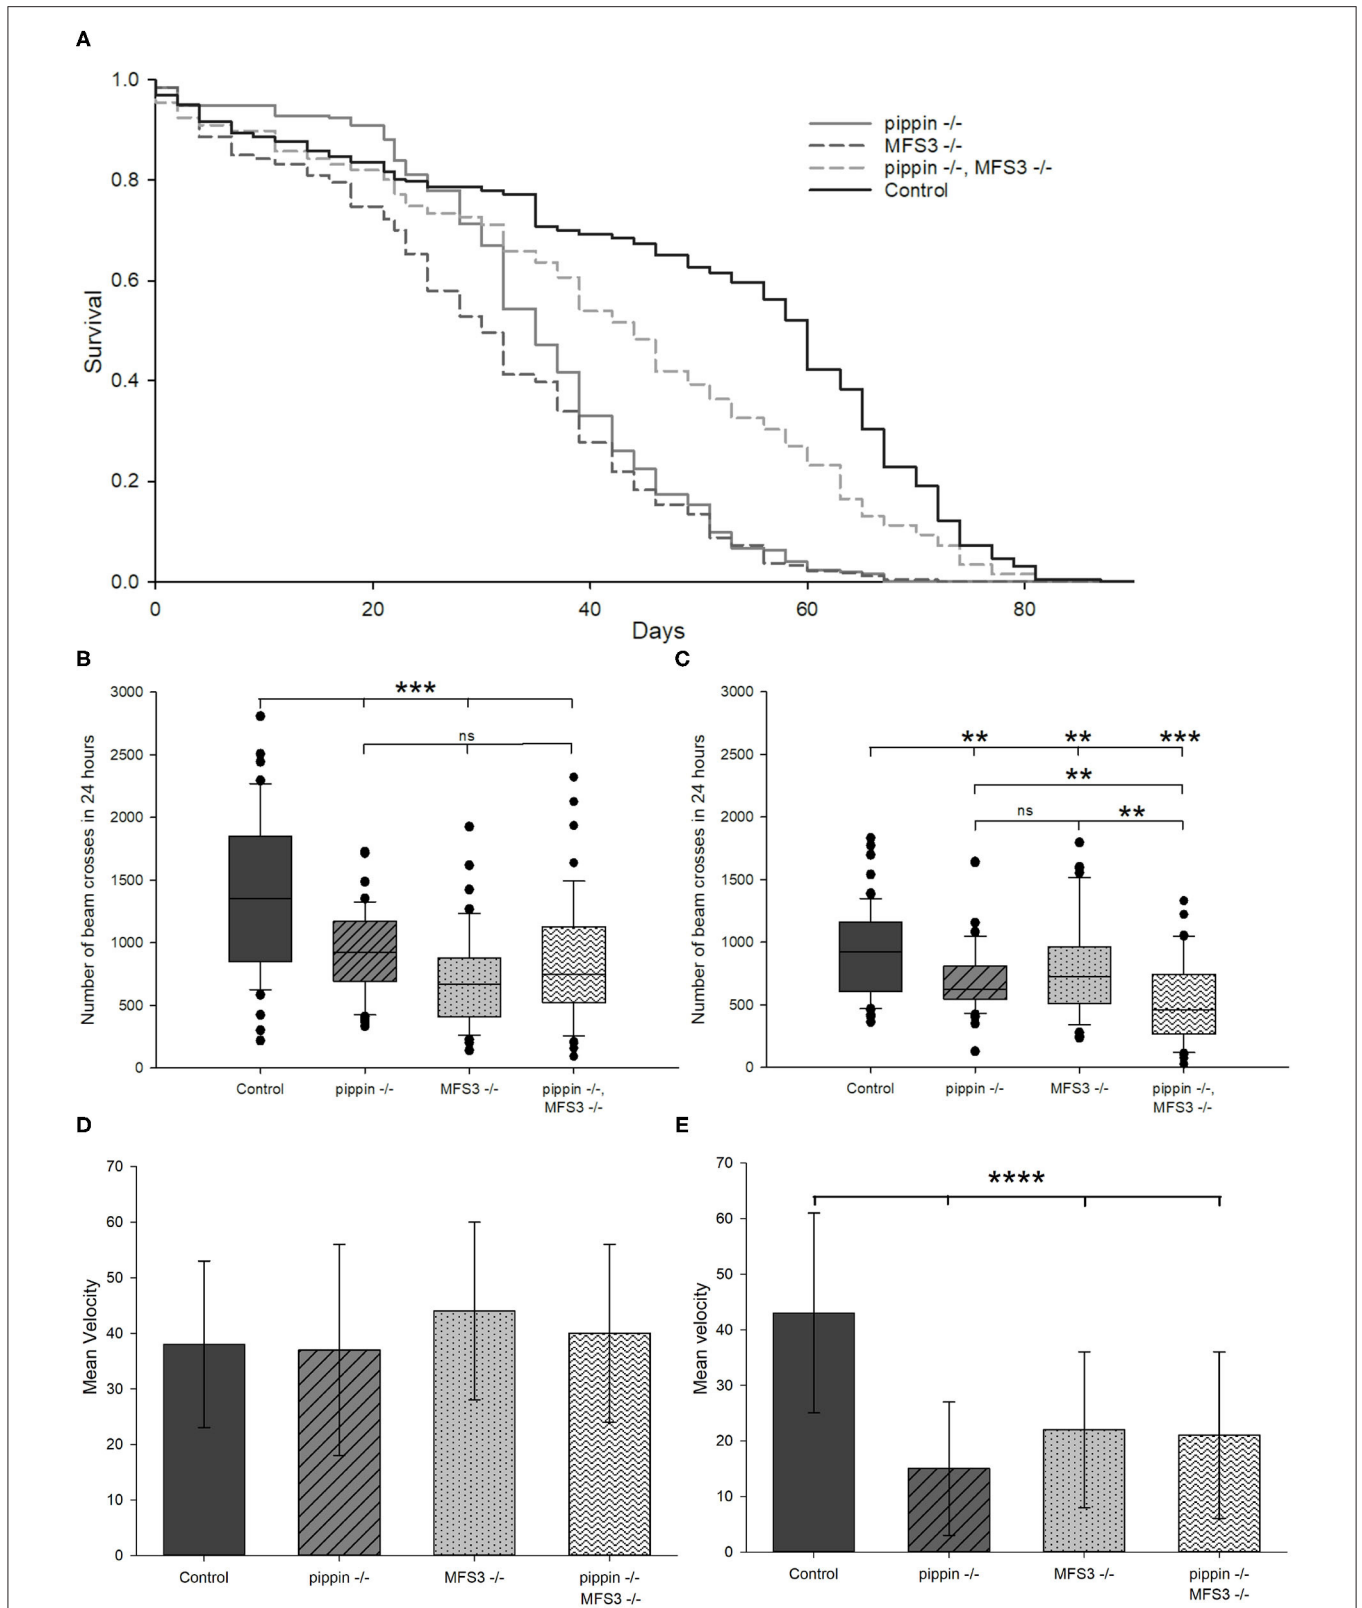 A
1.0
0.8
0.6
0.4
0.2
0.0
Survival
0 20 40 60 80
Days
pippin -/-
MFS3 -/-
pippin -/-, MFS3 -/-
Control
B
3000
2500
2000
1500
1000
500
0
Number of beam crosses in 24 hours
***
ns
Control pippin -/- MFS3 -/- pippin -/-,
MFS3 -/-
C
3000
2500
2000
1500
1000
500
0
Number of beam crosses in 24 hours
** ** ***
**
ns **
Control pippin -/- MFS3 -/- pippin -/-,
MFS3 -/-
D
70
60
50
40
30
20
10
0
Mean Velocity
Control pippin -/- MFS3 -/- pippin -/-
MFS3 -/-
E
70
60
50
40
30
20
10
0
Mean velocity
****
Control pippin -/- MFS3 -/- pippin -/-
MFS3 -/-